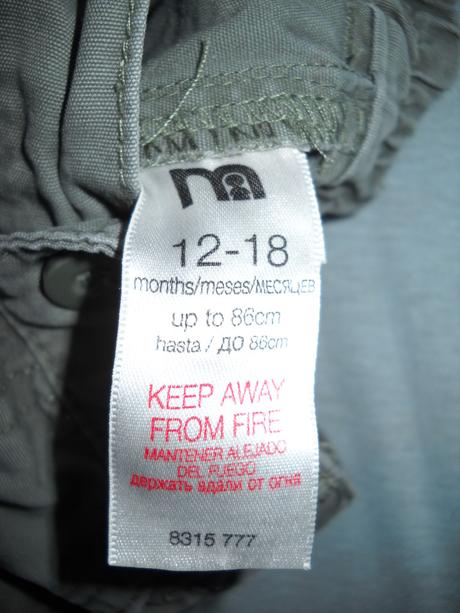 12-18
months/meses/МЕСЯЦЕВ
up to 86cm
hasta / ДО 86cm
KEEP AWAY
FROM FIRE
MANTENER ALEJADO
DEL FUEGO
держать вдали от огня
8315 777